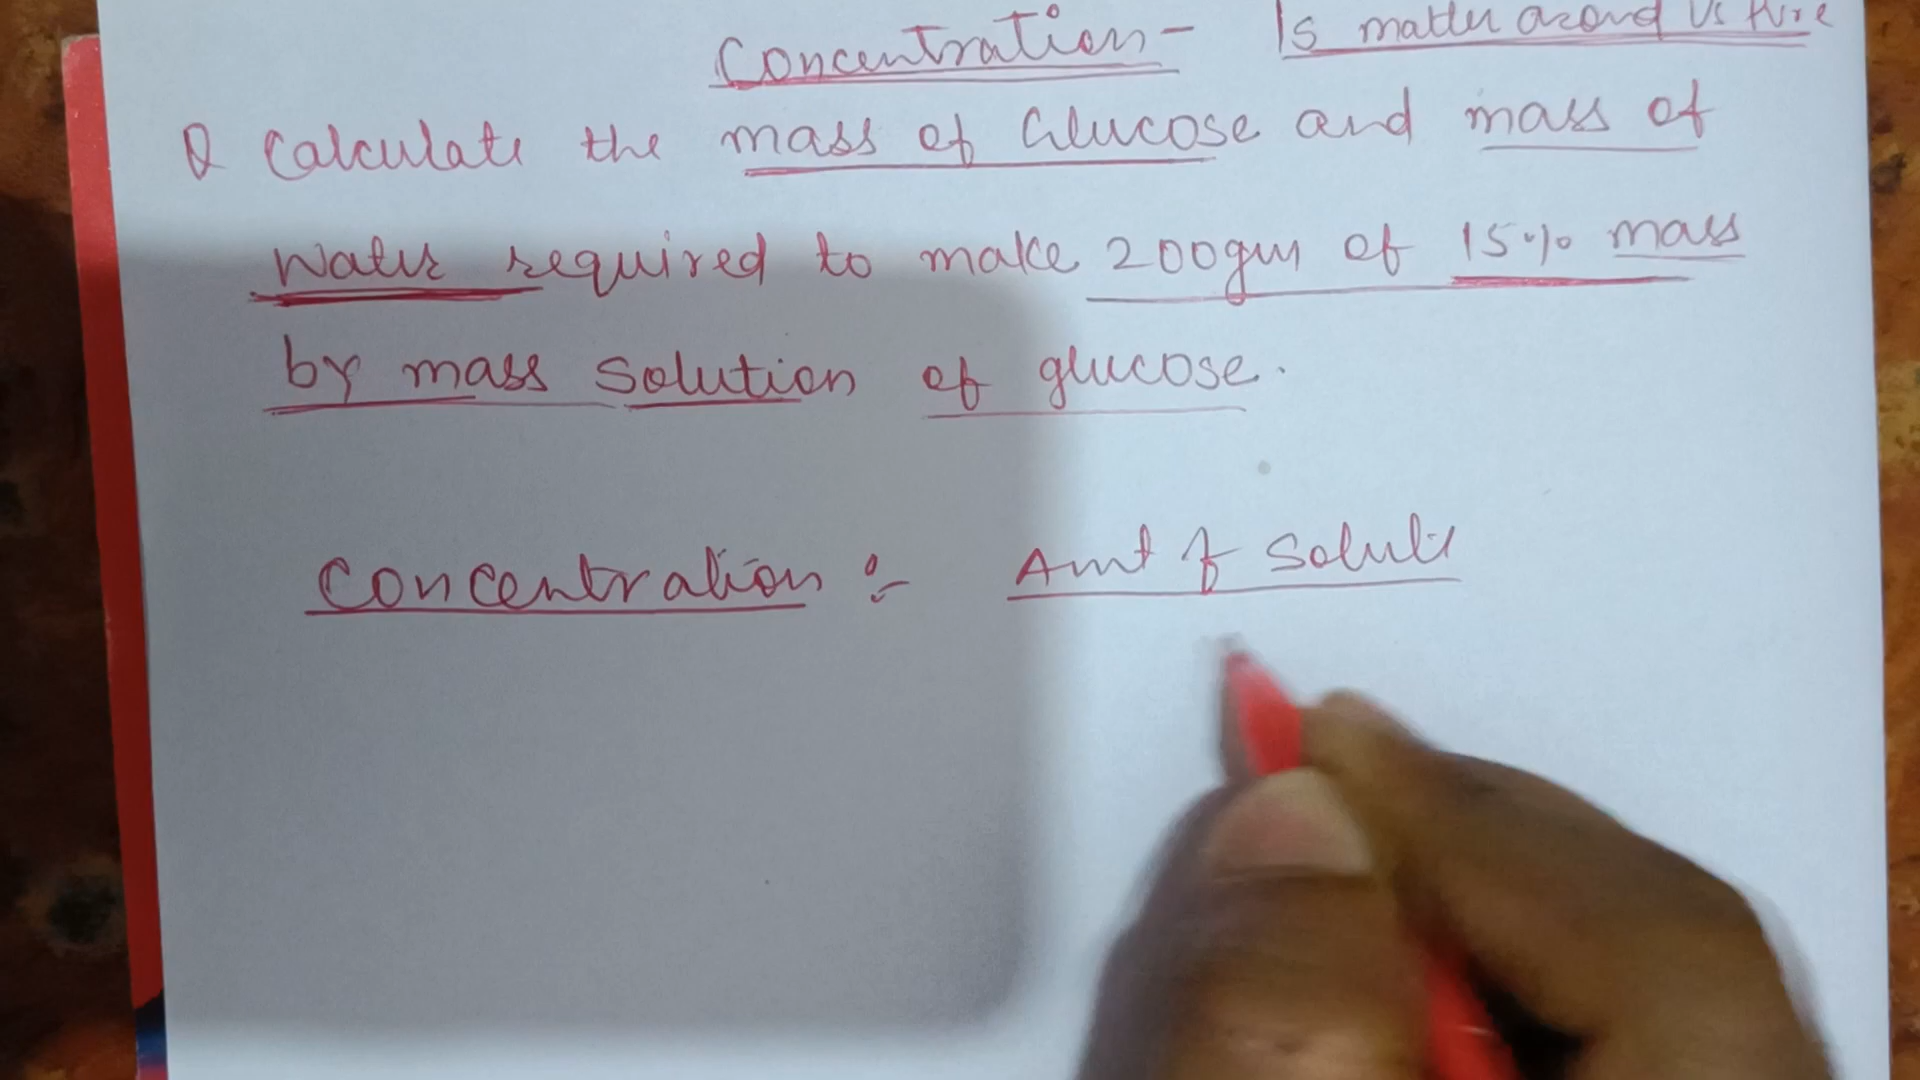 Concentration - Is matter around Us Pure
Q Calculate the mass of Glucose and mass of
Water required to make 200gm of 15% mass
by mass solution of glucose.
Concentration :- Amt of Solute